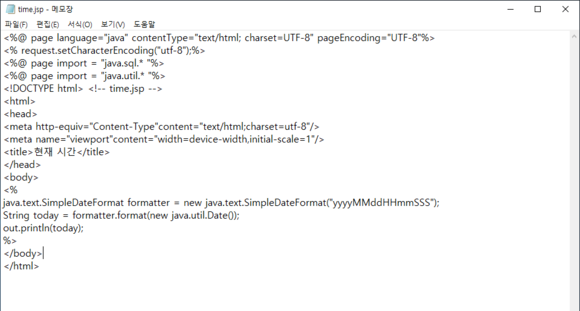 time.jsp - 메모장
파일(F) 편집(E) 서식(O) 보기(V) 도움말
<%@ page language="java" contentType="text/html; charset=UTF-8" pageEncoding="UTF-8"%>
<% request.setCharacterEncoding("utf-8");%>
<%@ page import = "java.sql.* "%>
<%@ page import = "java.util.* "%>
<!DOCTYPE html> <!-- time.jsp -->
<html>
<head>
<meta http-equiv="Content-Type"content="text/html;charset=utf-8"/>
<meta name="viewport"content="width=device-width,initial-scale=1"/>
<title>현재 시간</title>
</head>
<body>
<%
java.text.SimpleDateFormat formatter = new java.text.SimpleDateFormat("yyyyMMddHHmmSSS");
String today = formatter.format(new java.util.Date());
out.println(today);
%>
</body>
</html>